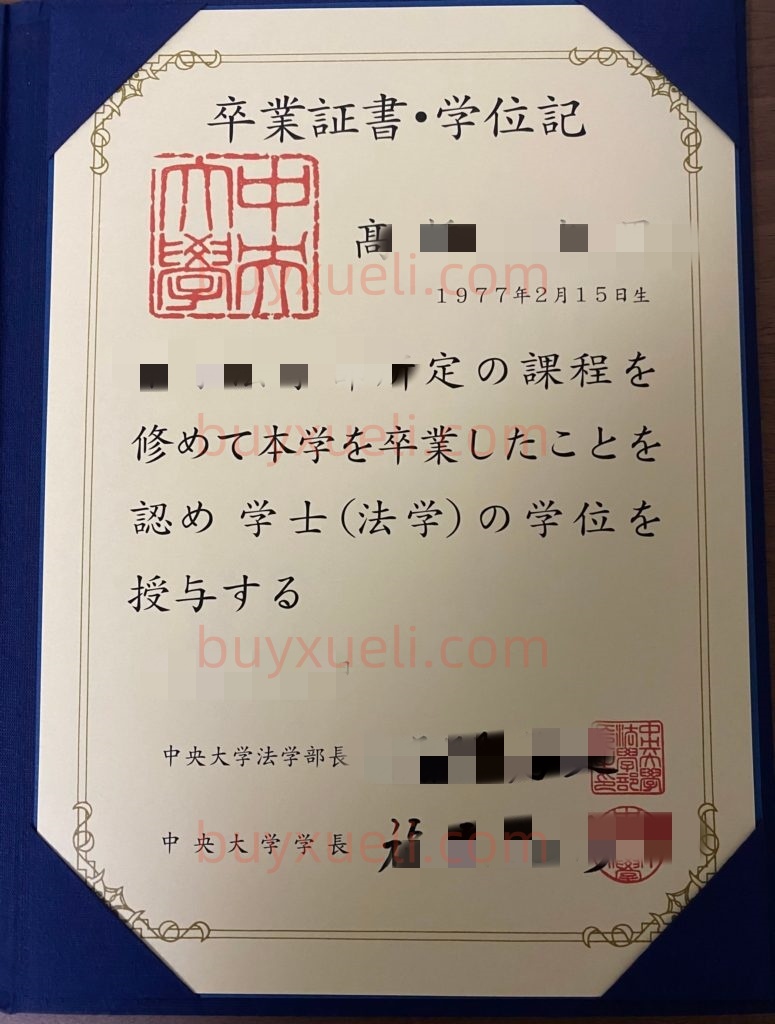 卒業証書・学位記
中央大學
髙
buyxueli.com
1977年2月15日生
定の課程を
修めて本学を卒業したことを
buyxueli.com
認め 学士(法学)の学位を
授与する
buyxueli.com
中央大学法学部長
中央大学学長
buyxueli.com